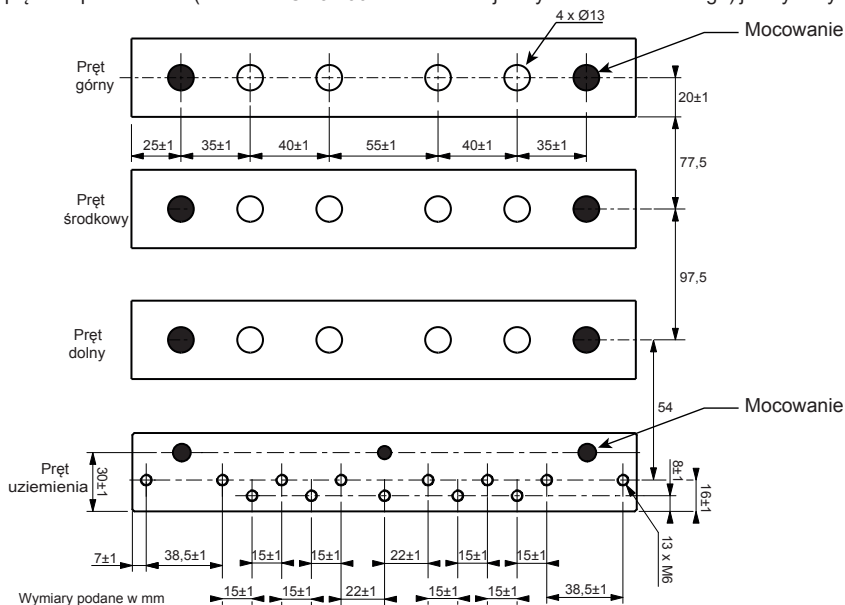 4 x Ø13
Mocowanie
Pręt
górny
20±1
25±1 35±1 40±1 55±1 40±1 35±1
77,5
Pręt
środkowy
97,5
Pręt
dolny
54
Mocowanie
Pręt
uziemienia
30±1
8±1
16±1
13 x M6
7±1 38,5±1 15±1 15±1 22±1 15±1 15±1
15±1 15±1 22±1 15±1 15±1 38,5±1
Wymiary podane w mm